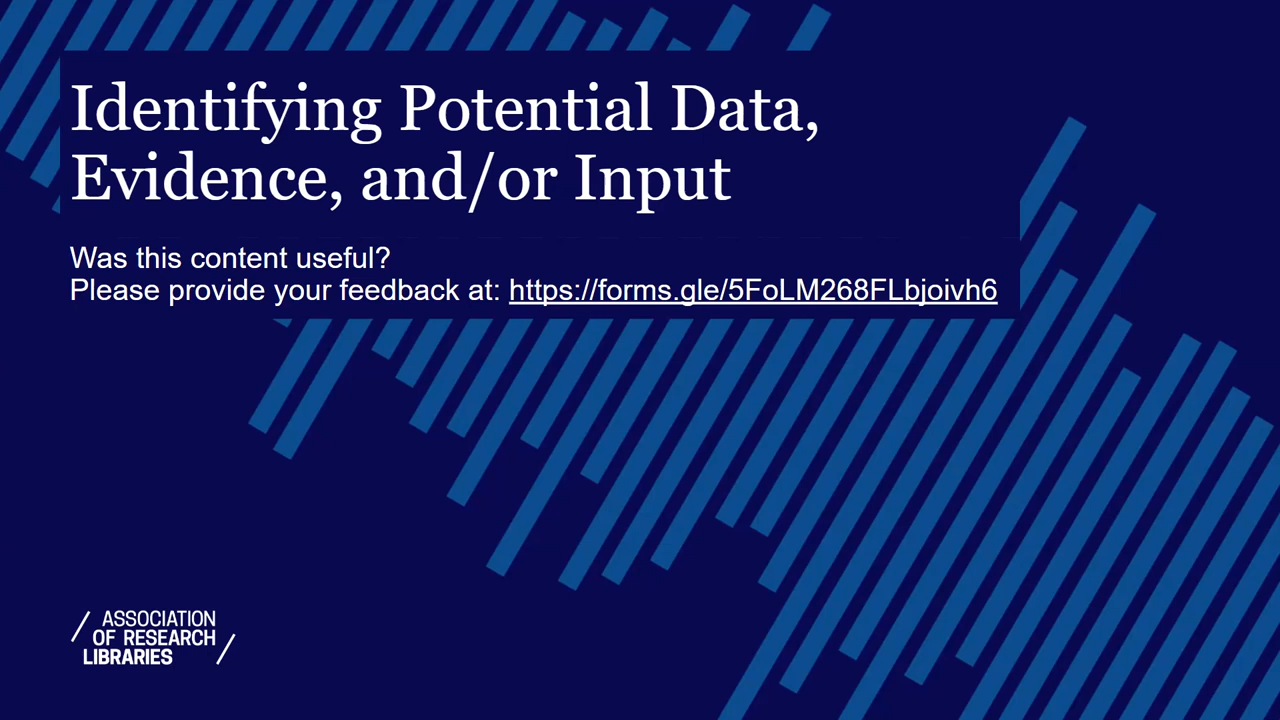 Identifying Potential Data,
Evidence, and/or Input
Was this content useful?
Please provide your feedback at: https://forms.gle/5FoLM268FLbjoivh6
ASSOCIATION
OF RESEARCH
LIBRARIES